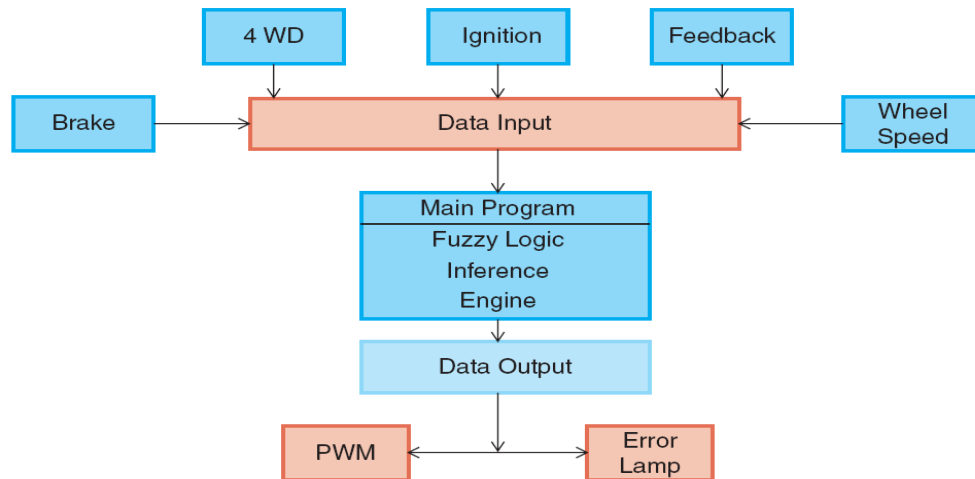 4 WD
Ignition
Feedback
Brake
Data Input
Wheel
Speed
Main Program
Fuzzy Logic
Inference
Engine
Data Output
PWM
Error
Lamp